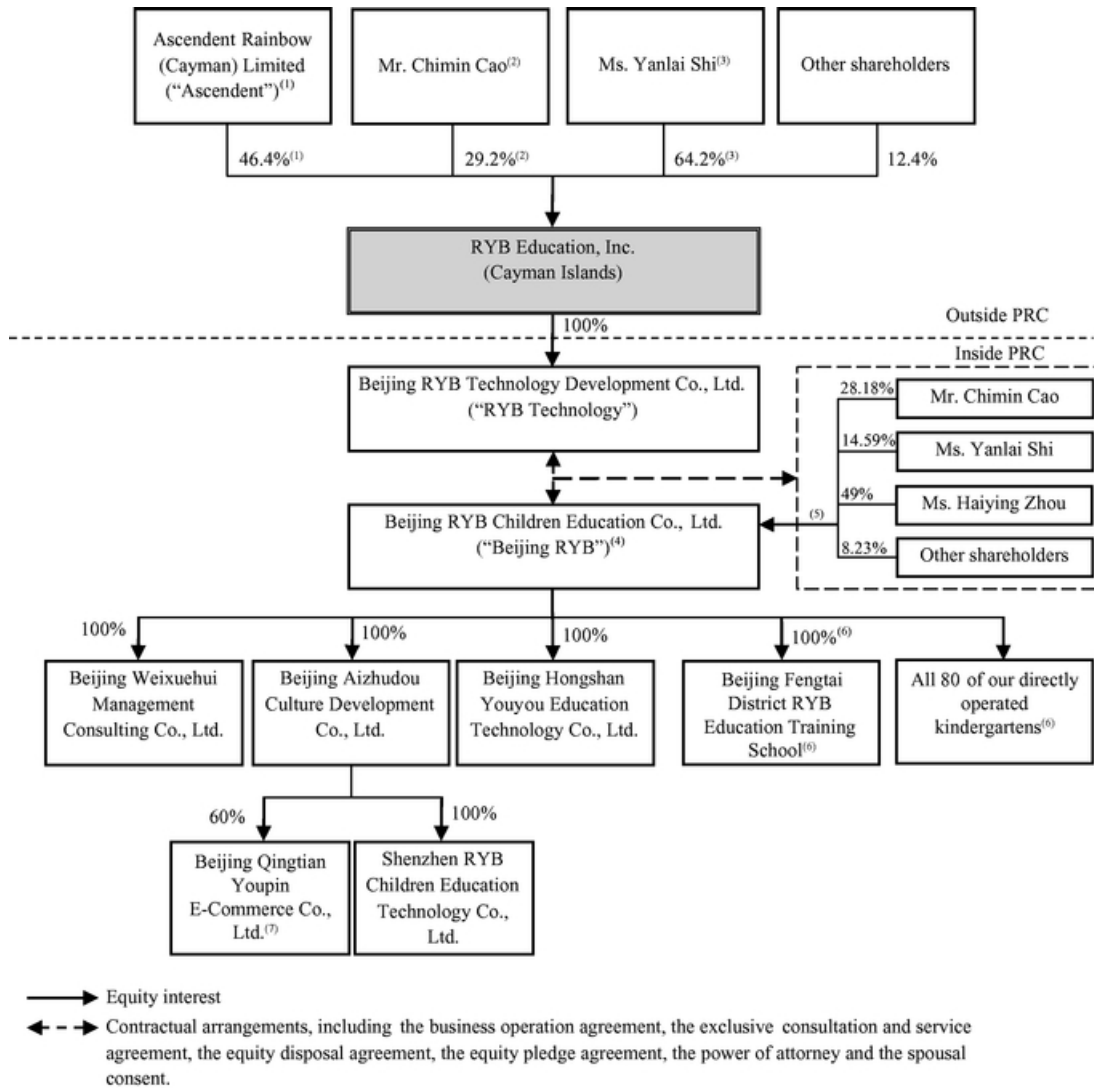 Ascendent Rainbow
(Cayman) Limited
(“Ascendent”)(1)
Mr. Chimin Cao(2)
Ms. Yanlai Shi(3)
Other shareholders
46.4%(1)
29.2%(2)
64.2%(3)
12.4%
RYB Education, Inc.
(Cayman Islands)
100%
Outside PRC
Inside PRC
Beijing RYB Technology Development Co., Ltd.
(“RYB Technology”)
28.18%
Mr. Chimin Cao
14.59%
Ms. Yanlai Shi
49%
Ms. Haiying Zhou
(5)
8.23%
Other shareholders
Beijing RYB Children Education Co., Ltd.
(“Beijing RYB”)(4)
100%
100%
100%
100%(6)
Beijing Weixuehui
Management
Consulting Co., Ltd.
Beijing Aizhudou
Culture Development
Co., Ltd.
Beijing Hongshan
Youyou Education
Technology Co., Ltd.
Beijing Fengtai
District RYB
Education Training
School(6)
All 80 of our directly
operated
kindergartens(6)
60%
100%
Beijing Qingtian
Youpin
E-Commerce Co.,
Ltd.(7)
Shenzhen RYB
Children Education
Technology Co.,
Ltd.
Equity interest
Contractual arrangements, including the business operation agreement, the exclusive consultation and service
agreement, the equity disposal agreement, the equity pledge agreement, the power of attorney and the spousal
consent.